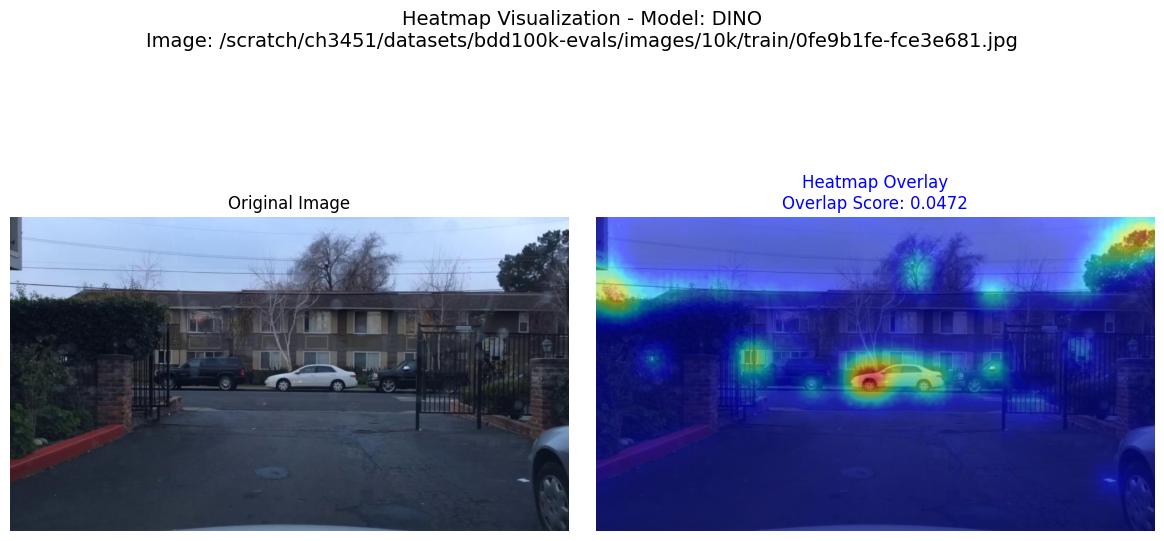 Heatmap Visualization - Model: DINO
Image: /scratch/ch3451/datasets/bdd100k-evals/images/10k/train/0fe9b1fe-fce3e681.jpg
Original Image
Heatmap Overlay
Overlap Score: 0.0472